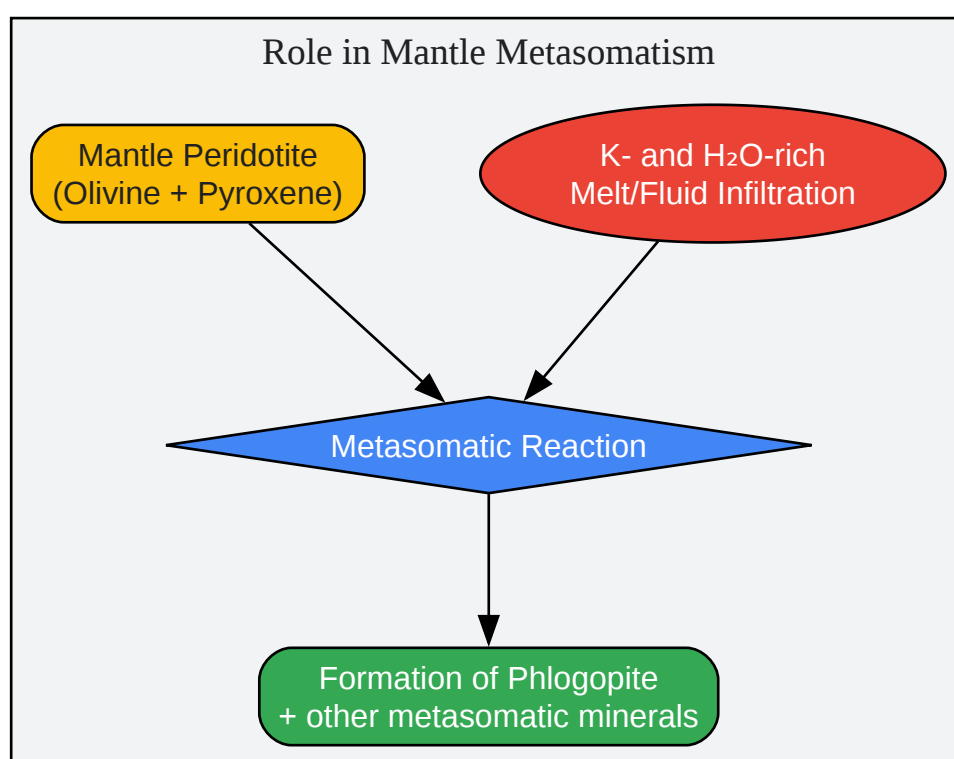 Role in Mantle Metasomatism
Mantle Peridotite
(Olivine + Pyroxene)
K- and H₂O-rich
Melt/Fluid Infiltration
Metasomatic Reaction
Formation of Phlogopite
+ other metasomatic minerals